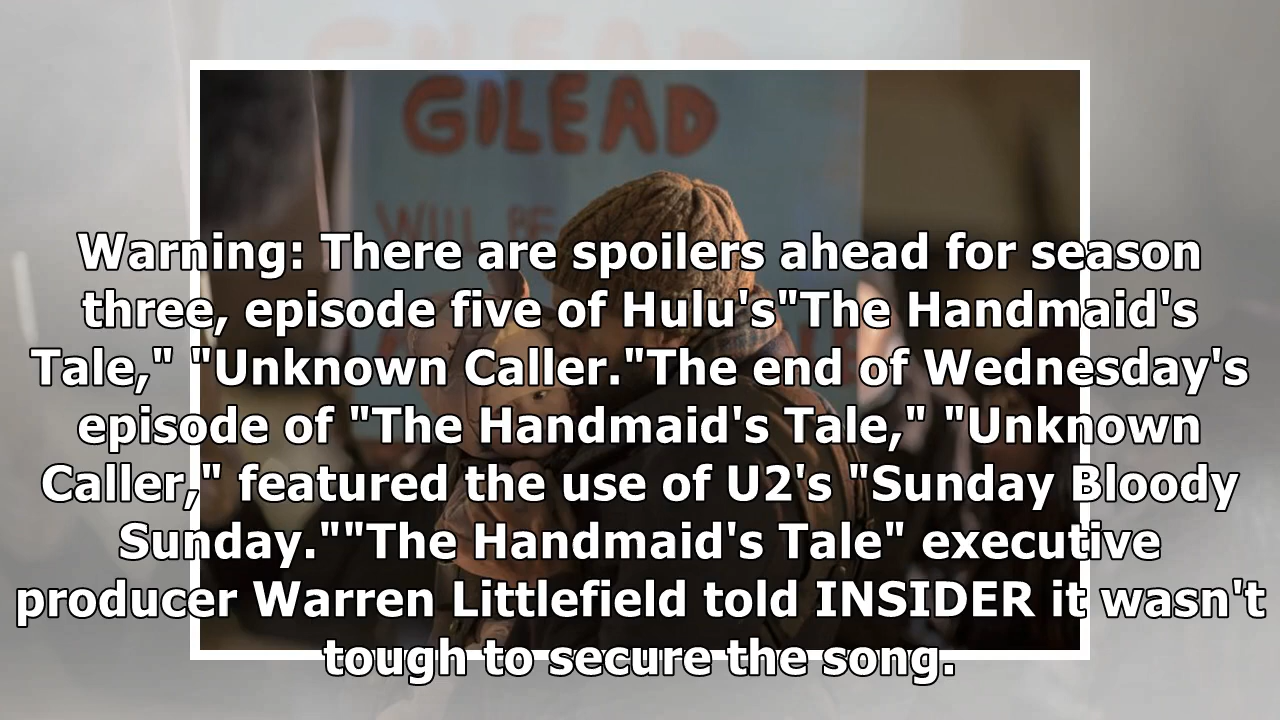 GILEAD
WILL BE
Warning: There are spoilers ahead for season
three, episode five of Hulu's"The Handmaid's
Tale," "Unknown Caller."The end of Wednesday's
episode of "The Handmaid's Tale," "Unknown
Caller," featured the use of U2's "Sunday Bloody
Sunday.""The Handmaid's Tale" executive
producer Warren Littlefield told INSIDER it wasn't
tough to secure the song.